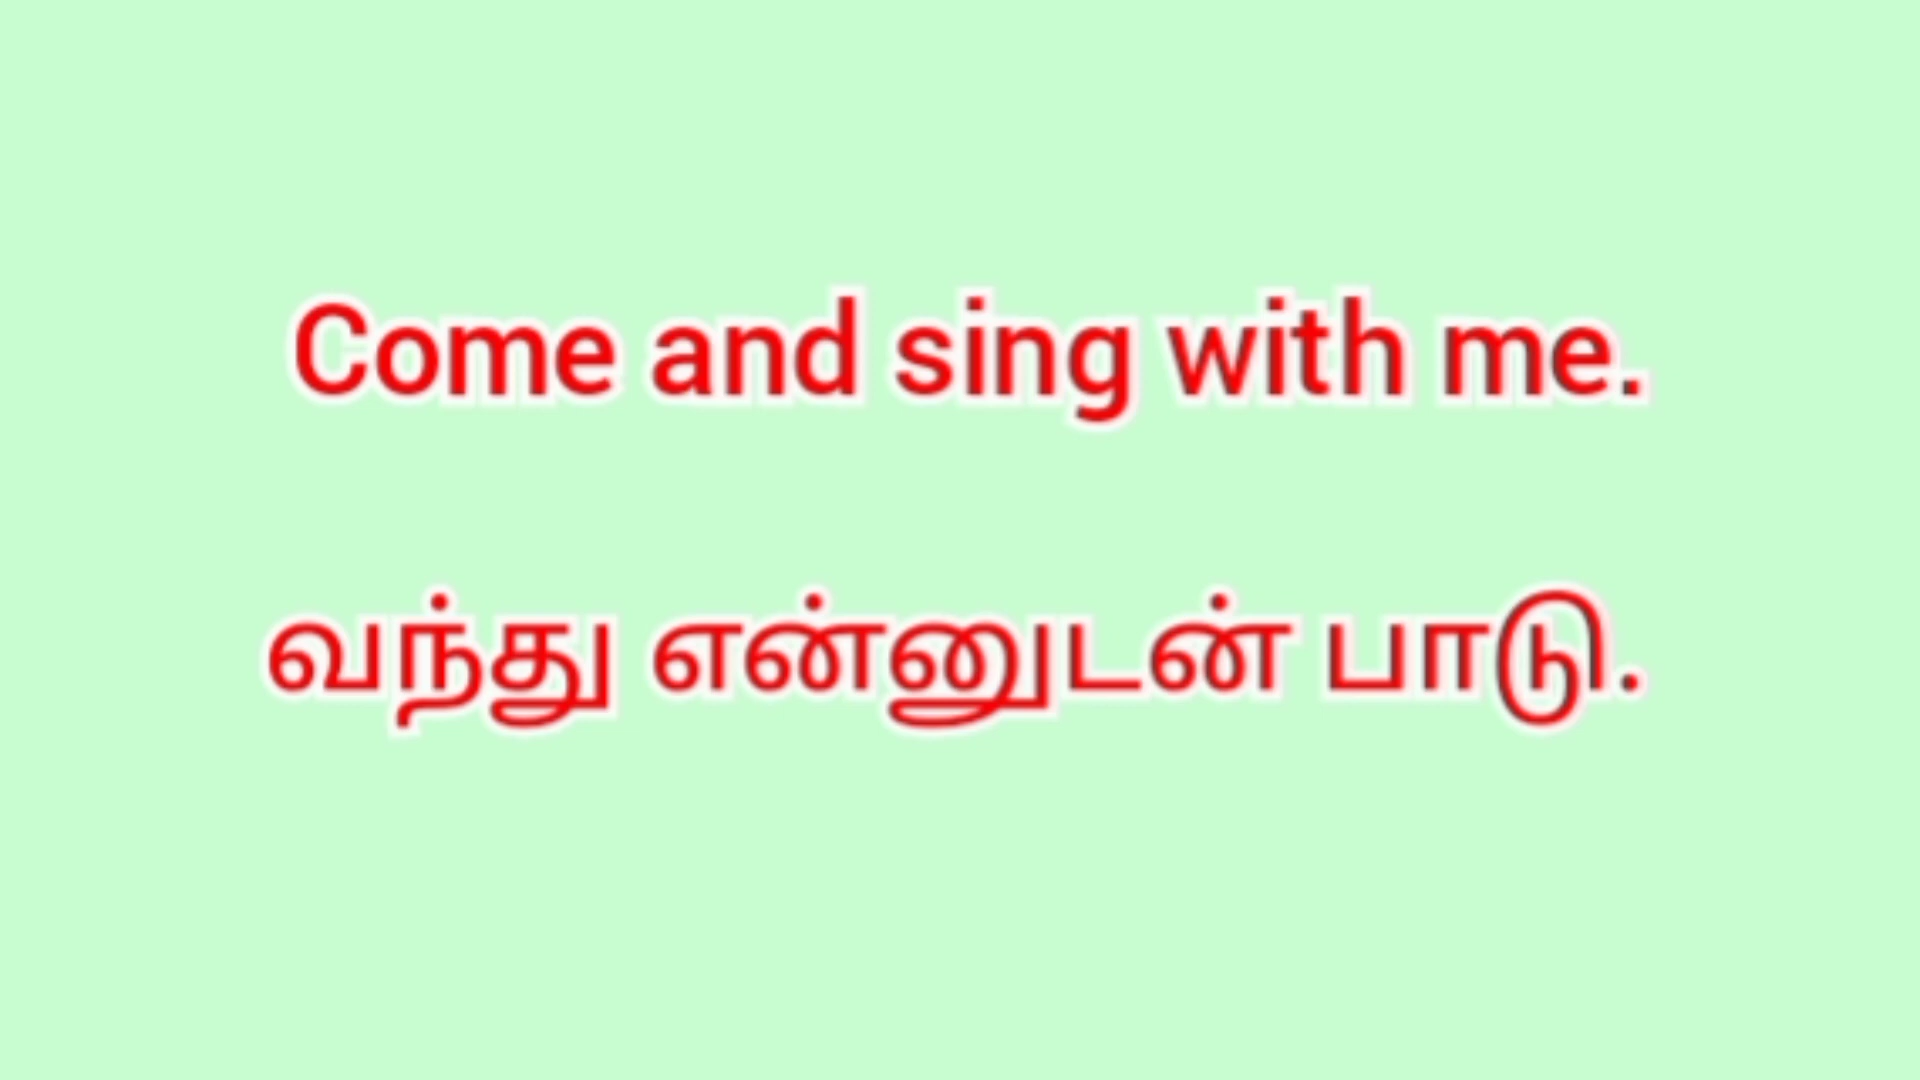 Come and sing with me.
வந்து என்னுடன் பாடு.